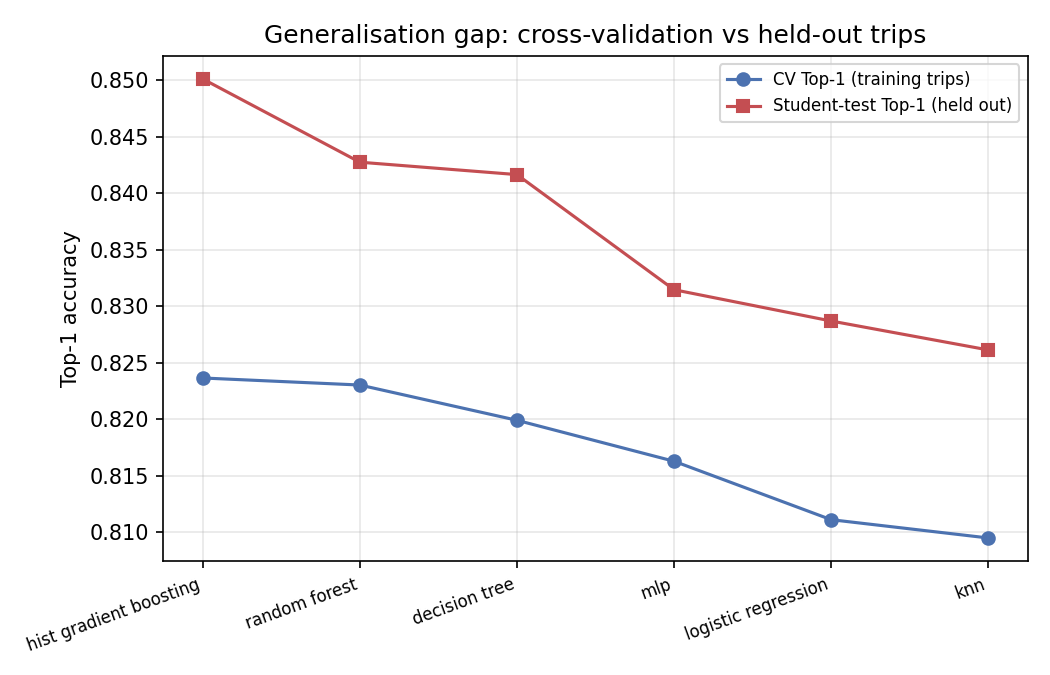 Generalisation gap: cross-validation vs held-out trips
CV Top-1 (training trips)
Student-test Top-1 (held out)
Top-1 accuracy
0.850
0.845
0.840
0.835
0.830
0.825
0.820
0.815
0.810
hist gradient boosting
random forest
decision tree
mlp
logistic regression
knn